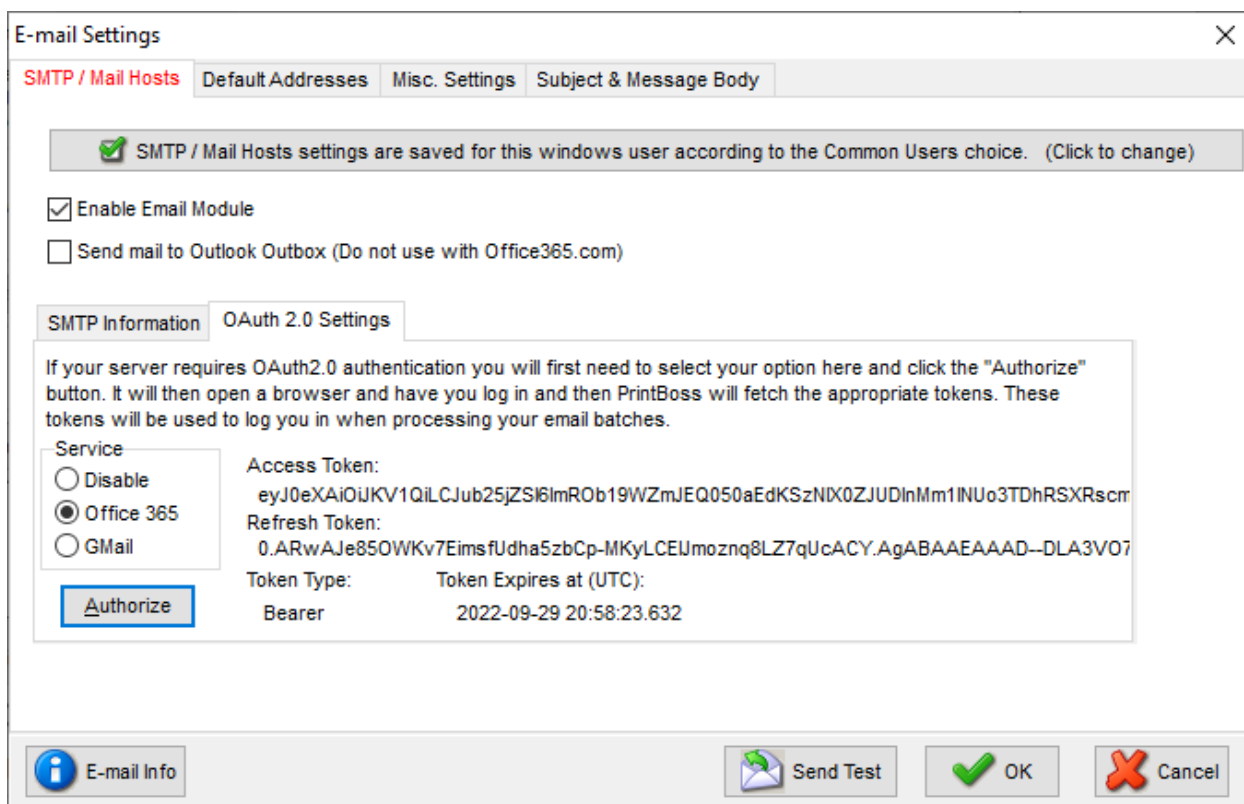 E-mail Settings
SMTP / Mail Hosts
Default Addresses
Misc. Settings
Subject & Message Body
SMTP / Mail Hosts settings are saved for this windows user according to the Common Users choice. (Click to change)
Enable Email Module
Send mail to Outlook Outbox (Do not use with Office365.com)
SMTP Information
OAuth 2.0 Settings
If your server requires OAuth2.0 authentication you will first need to select your option here and click the "Authorize"
button. It will then open a browser and have you log in and then PrintBoss will fetch the appropriate tokens. These
tokens will be used to log you in when processing your email batches.
Service
Disable
Office 365
GMail
Authorize
Access Token:
Refresh Token:
Token Type:
Token Expires at (UTC):
Bearer
2022-09-29 20:58:23.632
E-mail Info
Send Test
OK
Cancel